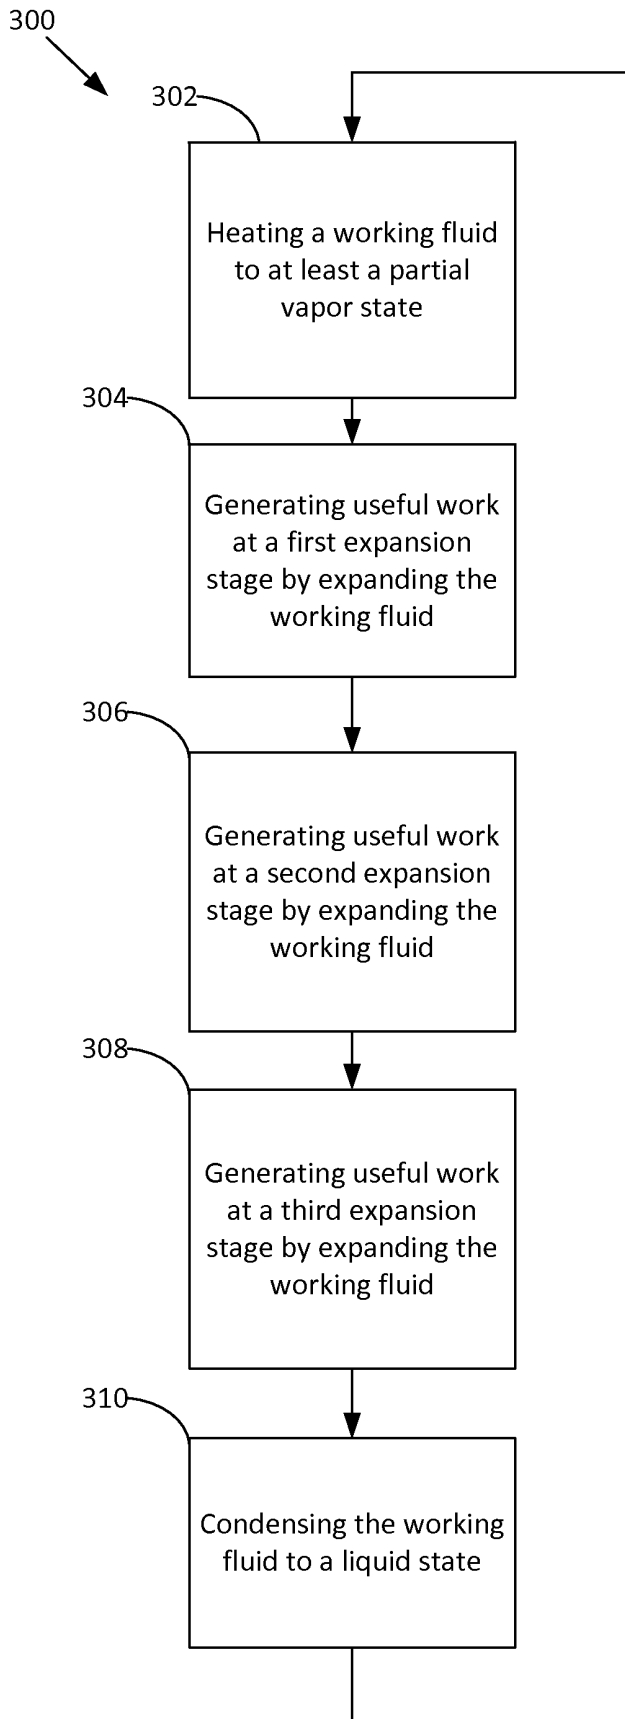 300
302
Heating a working fluid
to at least a partial
vapor state
304
Generating useful work
at a first expansion
stage by expanding the
working fluid
306
Generating useful work
at a second expansion
stage by expanding the
working fluid
308
Generating useful work
at a third expansion
stage by expanding the
working fluid
310
Condensing the working
fluid to a liquid state